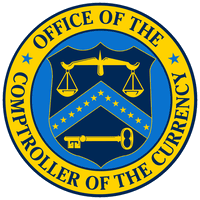 OFFICE OF THE
COMPTROLLER OF THE CURRENCY